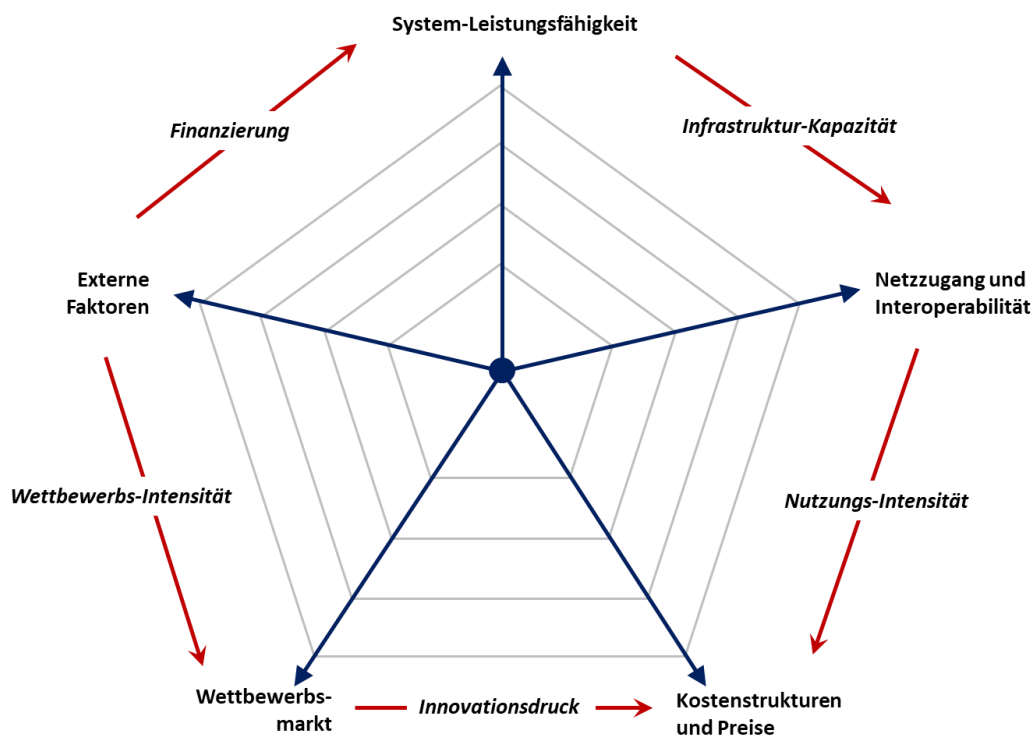 System-Leistungsfähigkeit
Finanzierung
Infrastruktur-Kapazität
Externe
Faktoren
Netzzugang und
Interoperabilität
Wettbewerbs-Intensität
Nutzungs-Intensität
Wettbewerbs-
markt
Innovationsdruck
Kostenstrukturen
und Preise